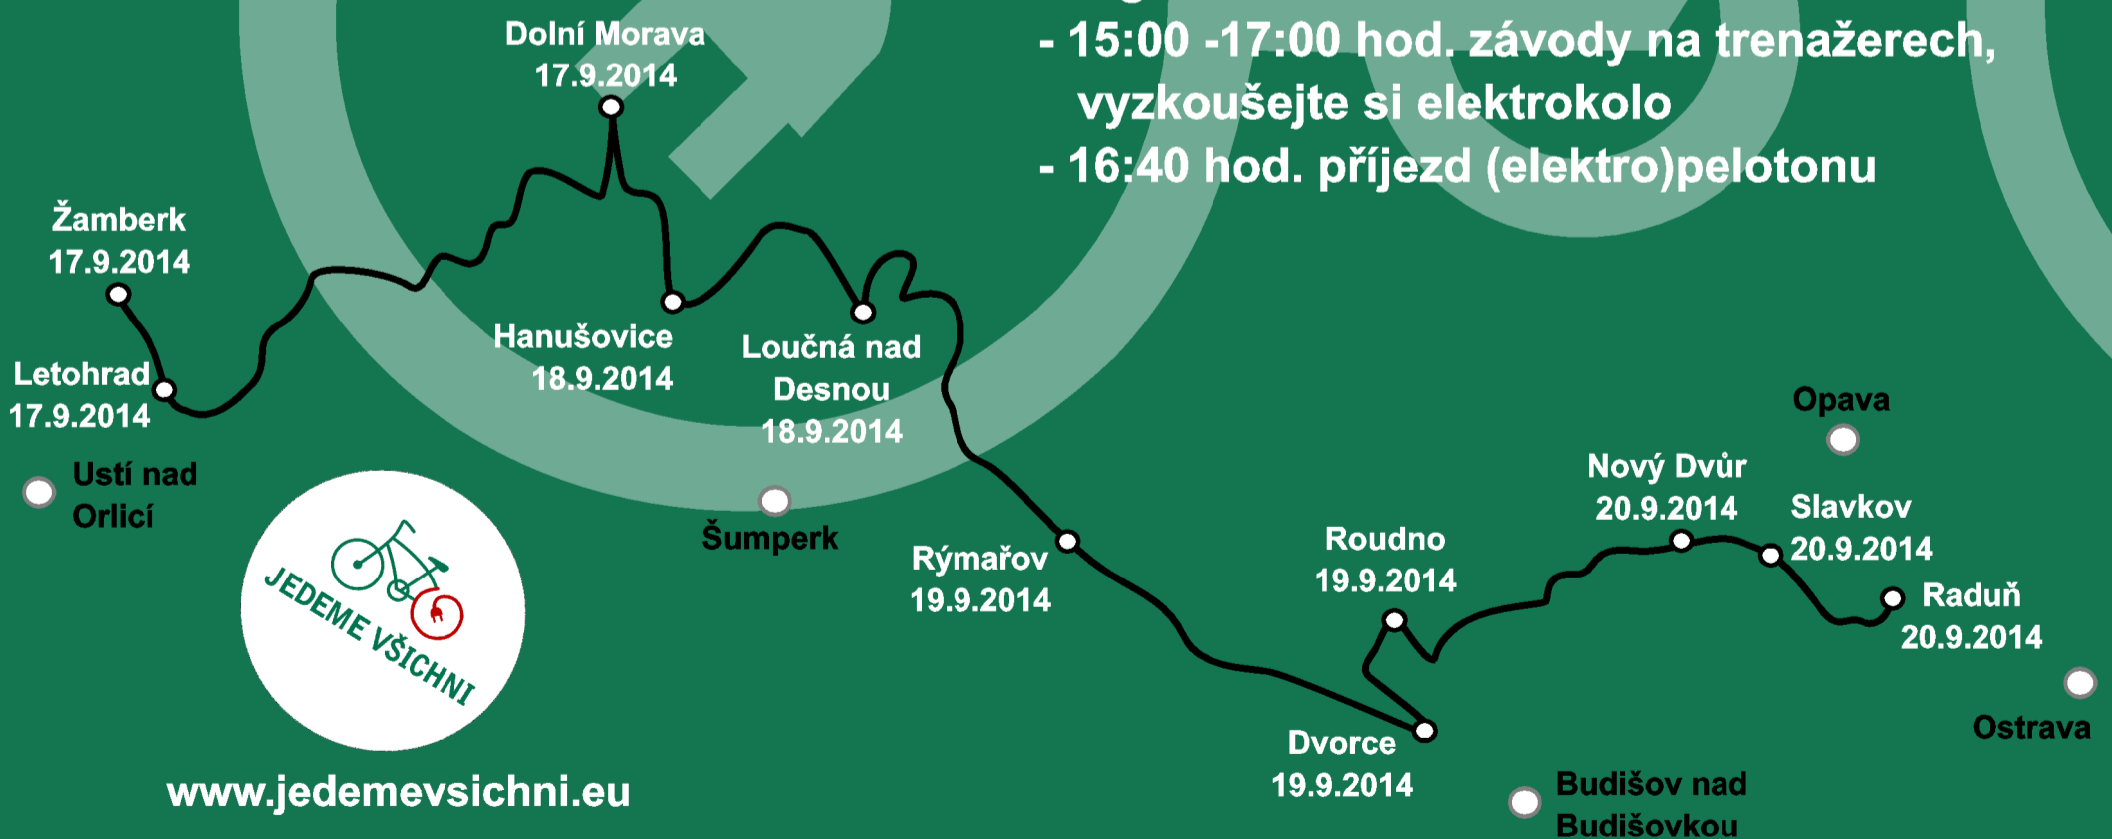 - 15:00 -17:00 hod. závody na trenažerech,
vyzkoušejte si elektrokolo
- 16:40 hod. příjezd (elektro)pelotonu
Dolní Morava
17.9.2014
Žamberk
17.9.2014
Letohrad
17.9.2014
Hanušovice
18.9.2014
Loučná nad
Desnou
18.9.2014
Ustí nad
Orlicí
Šumperk
Rýmařov
19.9.2014
Roudno
19.9.2014
Dvorce
19.9.2014
Nový Dvůr
20.9.2014
Opava
Slavkov
20.9.2014
Raduň
20.9.2014
Ostrava
Budišov nad
Budišovkou
JEDEME VŠICHNI
www.jedemevsichni.eu